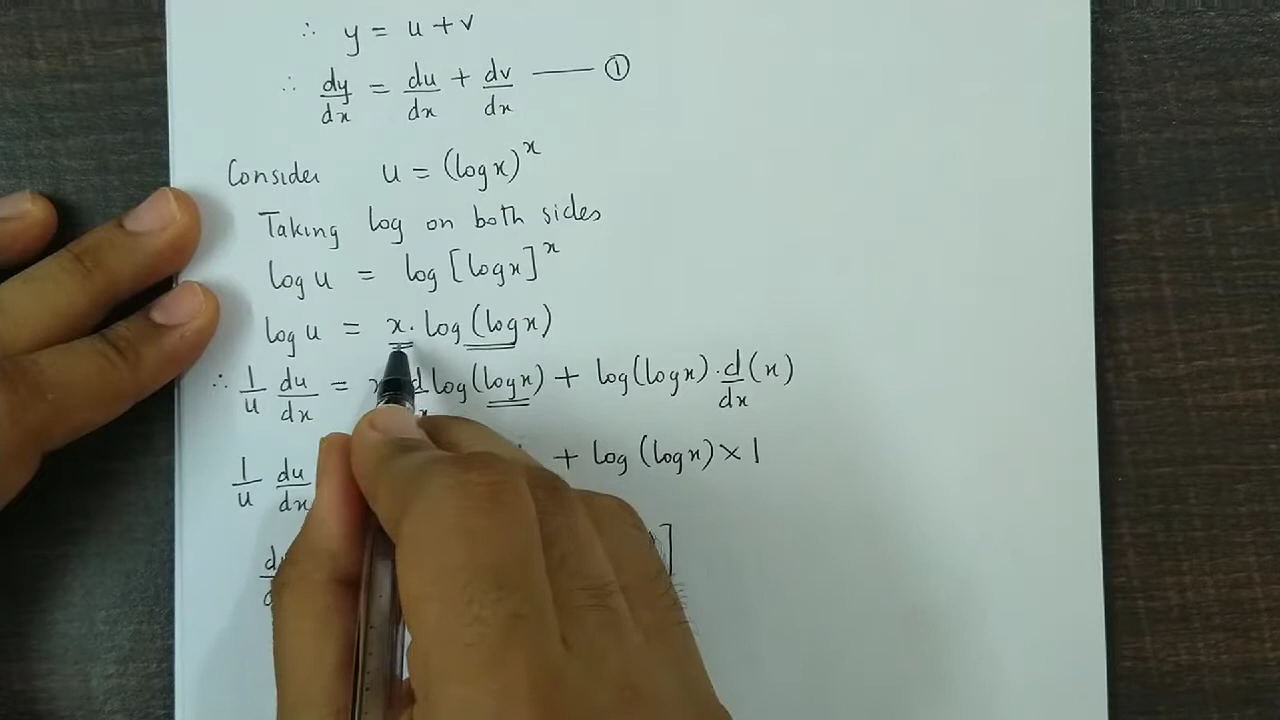 ∴ y = u + v
∴ dy/dx = du/dx + dv/dx —— ①
Consider u = (log x)^x
Taking log on both sides
log u = log [log x]^x
log u = x. log (log x)
∴ 1/u du/dx = x d log (log x) + log (log x) . d/dx (x)
1/u du/dx + log (log x) × 1
]